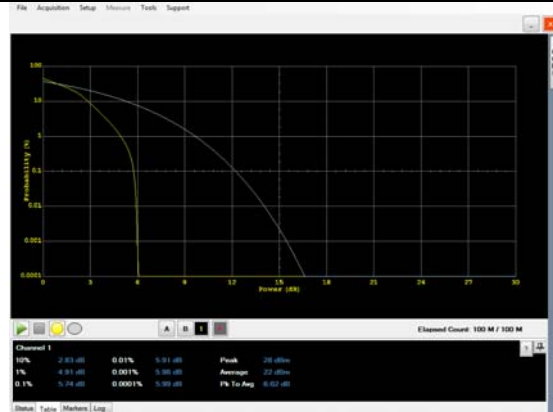 File Acquisition Setup Measure Tools Support
100
10
1
0.1
0.01
0.001
0.0001
Probability (%)
0 3 6 9 12 15 18 21 24 27 30
Power (dB)
A B 1
Elapsed Count: 100 M / 100 M
Channel 1
10% 2.83 dB 0.01% 5.91 dB Peak 28 dBm
1% 4.91 dB 0.001% 5.98 dB Average 22 dBm
0.1% 5.74 dB 0.0001% 5.99 dB Pk To Avg 6.02 dB
Status Table Markers Log